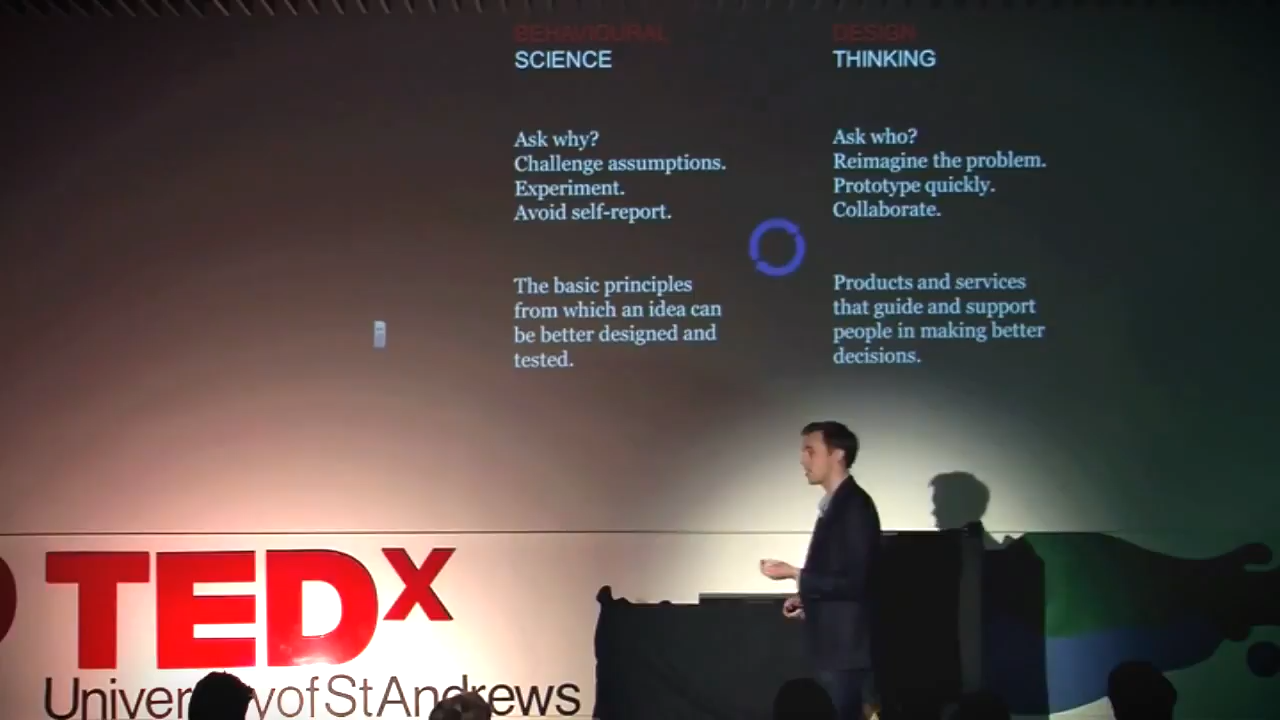 BEHAVIOURAL
SCIENCE
Ask why?
Challenge assumptions.
Experiment.
Avoid self-report.
The basic principles
from which an idea can
be better designed and
tested.
DESIGN
THINKING
Ask who?
Reimagine the problem.
Prototype quickly.
Collaborate.
Products and services
that guide and support
people in making better
decisions.
TEDx
UniversityofStAndrews